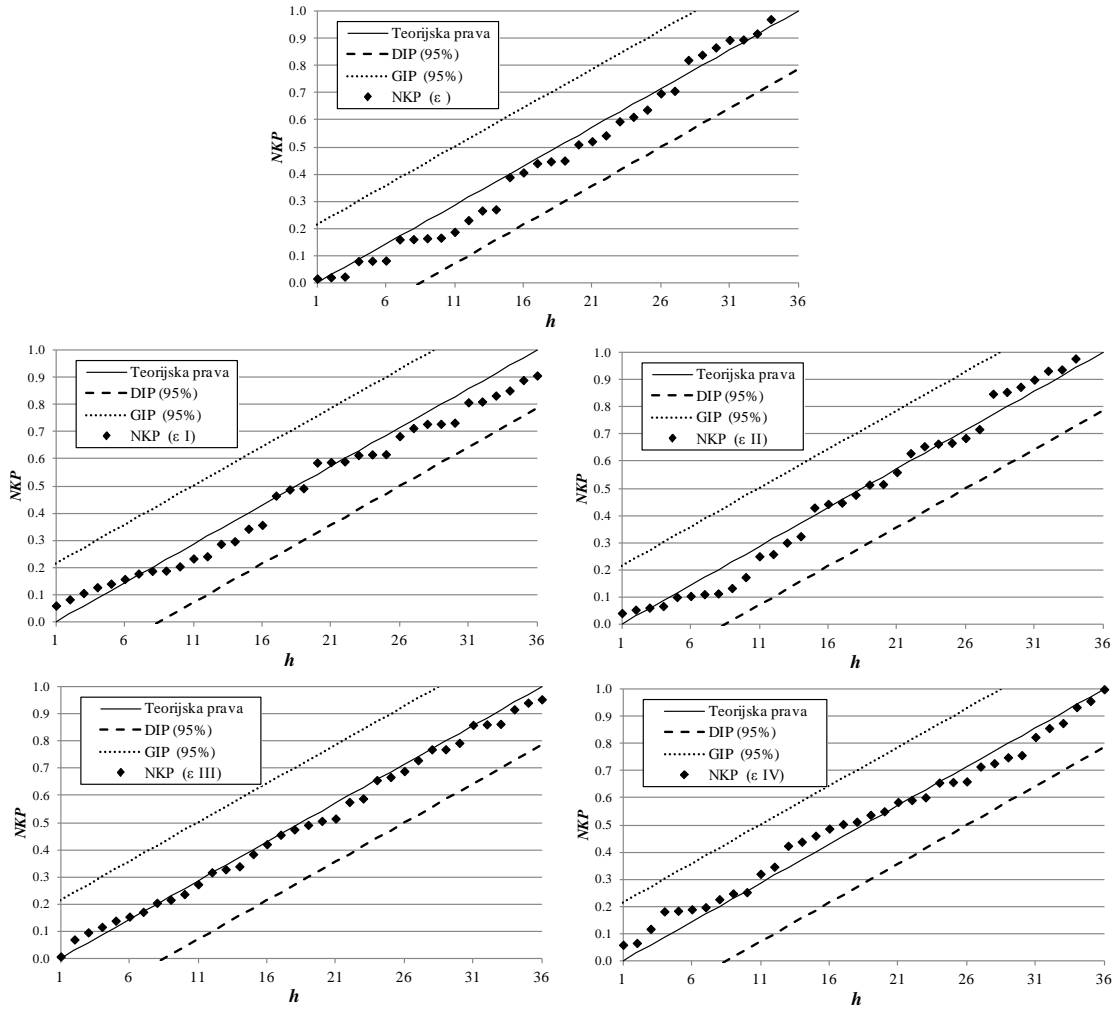 1.0
0.9
0.8
0.7
0.6
0.5
0.4
0.3
0.2
0.1
0.0
NKP
Teorijska prava
DIP (95%)
GIP (95%)
NKP (ε )
1 6 11 16 21 26 31 36
h
1.0
0.9
0.8
0.7
0.6
0.5
0.4
0.3
0.2
0.1
0.0
NKP
Teorijska prava
DIP (95%)
GIP (95%)
NKP (ε I)
1 6 11 16 21 26 31 36
h
1.0
0.9
0.8
0.7
0.6
0.5
0.4
0.3
0.2
0.1
0.0
NKP
Teorijska prava
DIP (95%)
GIP (95%)
NKP (ε II)
1 6 11 16 21 26 31 36
h
1.0
0.9
0.8
0.7
0.6
0.5
0.4
0.3
0.2
0.1
0.0
NKP
Teorijska prava
DIP (95%)
GIP (95%)
NKP (ε III)
1 6 11 16 21 26 31 36
h
1.0
0.9
0.8
0.7
0.6
0.5
0.4
0.3
0.2
0.1
0.0
NKP
Teorijska prava
DIP (95%)
GIP (95%)
NKP (ε IV)
1 6 11 16 21 26 31 36
h